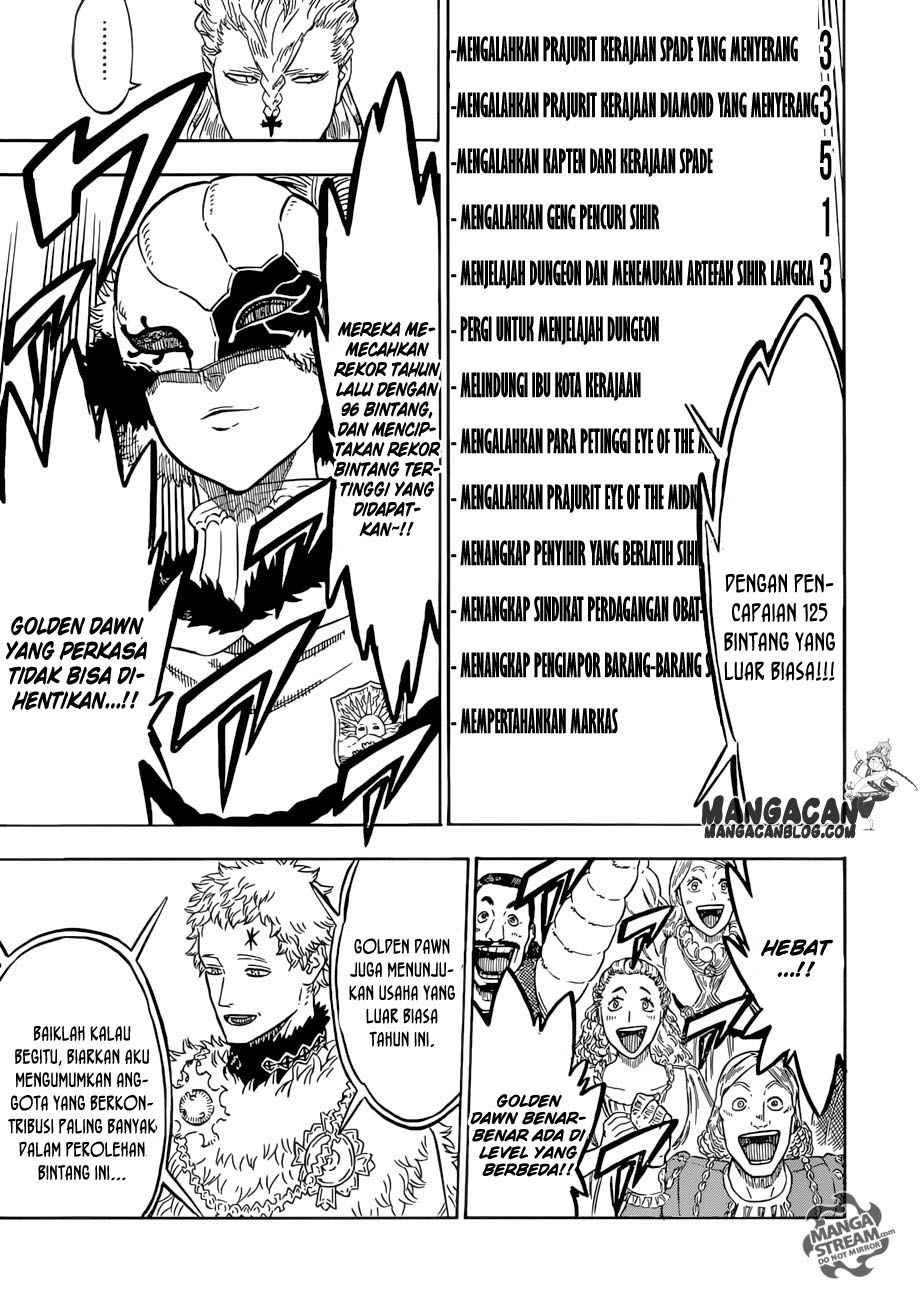 -MENGALAHKAN PRAJURIT KERAJAAN SPADE YANG MENYERANG 3
-MENGALAHKAN PRAJURIT KERAJAAN DIAMOND YANG MENYERANG 3
-MENGALAHKAN KAPTEN DARI KERAJAAN SPADE 5
- MENGALAHKAN GENG PENCURI SIHIR 1
- MENJELAJAH DUNGEON DAN MENEMUKAN ARTEFAK SIHIR LANGKA 3
- PERGI UNTUK MENJELAJAH DUNGEON
- MELINDUNGI IBU KOTA KERAJAAN
- MENGALAHKAN PARA PETINGGI EYE OF THE
- MENGALAHKAN PRAJURIT EYE OF THE
- MENANGKAP PENYIHIR YANG BERLATIH
- MENANGKAP SINDIKAT PERDAGANGAN OBAT-
- MENANGKAP PENGIMPOR BARANG-BARANG
- MEMPERTAHANKAN MARKAS
DENGAN PEN-
CAPAIAN 125
BINTANG YANG
LUAR BIASA!!!
.........
MEREKA ME-
MECAHKAN
REKOR TAHUN
LALU DENGAN
96 BINTANG,
DAN MENCIP-
TAKAN REKOR
BINTANG TER-
TINGGI YANG
DIDAPAT-
KAN~!!
GOLDEN DAWN
YANG PERKASA
TIDAK BISA DI-
HENTIKAN...!!
MANGACAN
MANGACANBLOG.COM
HEBAT
...!!
GOLDEN
DAWN BENAR-
BENAR ADA DI
LEVEL YANG
BERBEDA!!
GOLDEN DAWN
JUGA MENUNJU-
KAN USAHA YANG
LUAR BIASA
TAHUN INI.
BAIKLAH KALAU
BEGITU, BIARKAN AKU
MENGUMUMKAN ANG-
GOTA YANG BERKON-
TRIBUSI PALING BANYAK
DALAM PEROLEHAN
BINTANG INI...
MANGA
STREAM.com
DO NOT MIRROR!